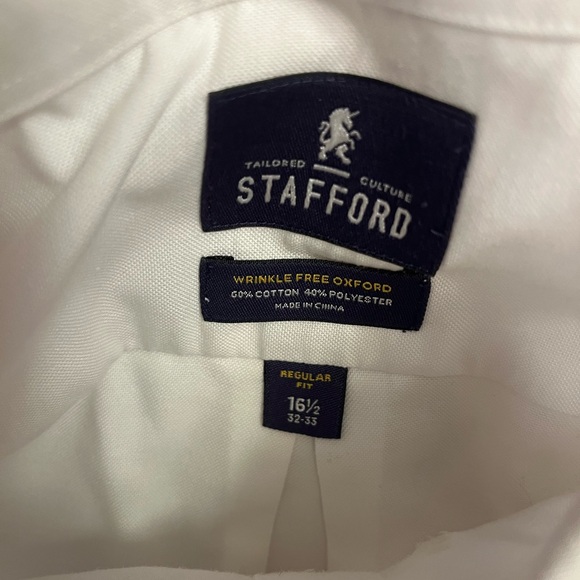 TAILORED CULTURE
STAFFORD
WRINKLE FREE OXFORD
60% COTTON 40% POLYESTER
MADE IN CHINA
REGULAR
FIT
16½
32-33